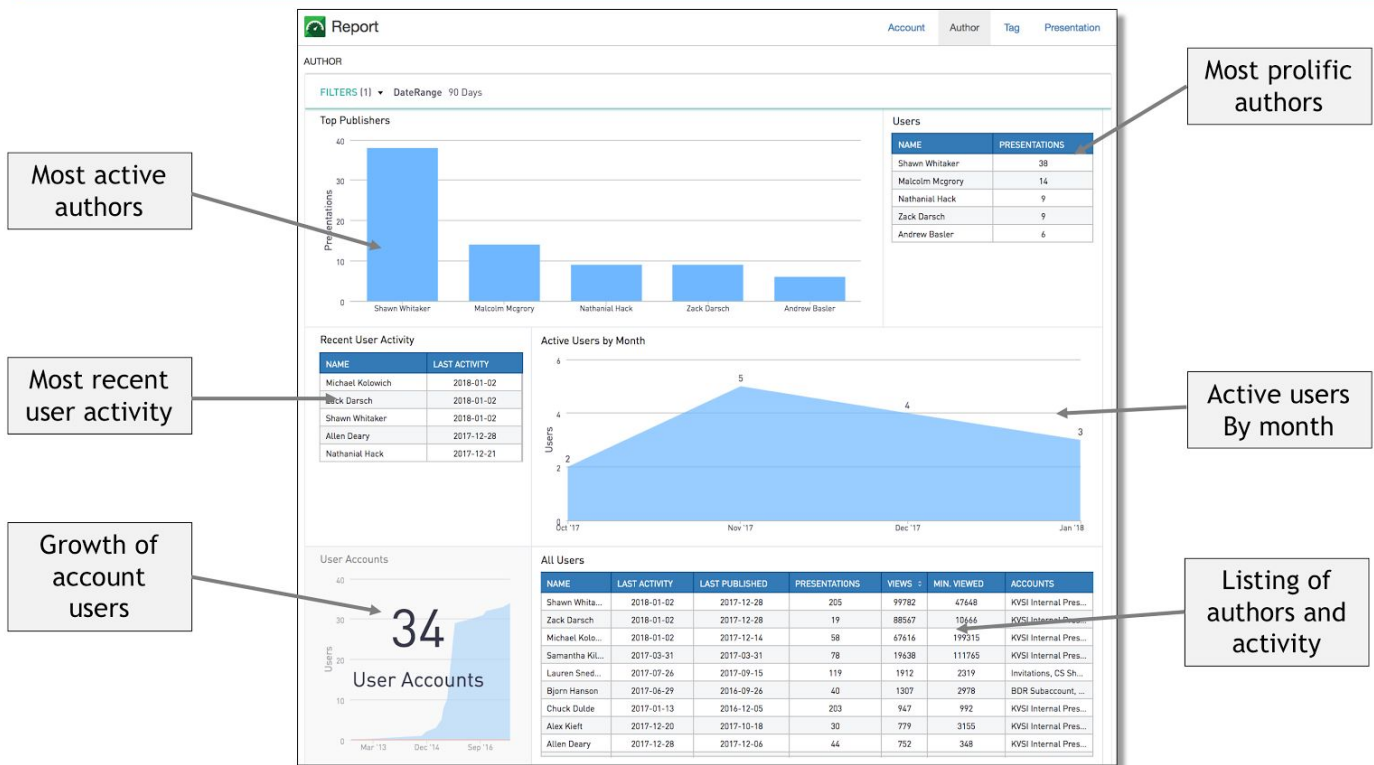 Report
Account Author Tag Presentation
AUTHOR
FILTERS (1) DateRange 90 Days
Most prolific
authors
Most active
authors
Top Publishers
40
30
20
10
0
Presentations
Shawn Whitaker Malcolm Mcgrory Nathanial Hack Zack Darsch Andrew Basler
Users
NAME PRESENTATIONS
Shawn Whitaker 38
Malcolm Mcgrory 14
Nathanial Hack 9
Zack Darsch 9
Andrew Basler 6
Most recent
user activity
Recent User Activity
NAME LAST ACTIVITY
Michael Kolowich 2018-01-02
Zack Darsch 2018-01-02
Shawn Whitaker 2018-01-02
Allen Deary 2017-12-28
Nathanial Hack 2017-12-21
Active Users by Month
6
4
2
0
Users
2
5
4
3
Oct '17 Nov '17 Dec '17 Jan '18
Active users
By month
Growth of
account
users
User Accounts
40
30
20
10
0
Users
34
User Accounts
Mar '13 Dec '14 Sep '16
All Users
NAME LAST ACTIVITY LAST PUBLISHED PRESENTATIONS VIEWS MIN. VIEWED ACCOUNTS
Shawn Whita... 2018-01-02 2017-12-28 205 99782 47648 KVSI Internal Pres...
Zack Darsch 2018-01-02 2017-12-28 19 88567 10666 KVSI Internal Pres...
Michael Kolo... 2018-01-02 2017-12-14 58 67616 199315 KVSI Internal Pres...
Samantha Kil... 2017-03-31 2017-03-31 78 19638 111765 KVSI Internal Pres...
Lauren Sned... 2017-07-26 2017-09-15 119 1912 2319 Invitations, CS Sh...
Bjorn Hanson 2017-06-29 2016-09-26 40 1307 2978 BDR Subaccount, ...
Chuck Dulde 2017-01-13 2016-12-05 203 947 992 KVSI Internal Pres...
Alex Kieft 2017-12-20 2017-10-18 30 779 3155 KVSI Internal Pres...
Allen Deary 2017-12-28 2017-12-06 44 752 348 KVSI Internal Pres...
Listing of
authors and
activity